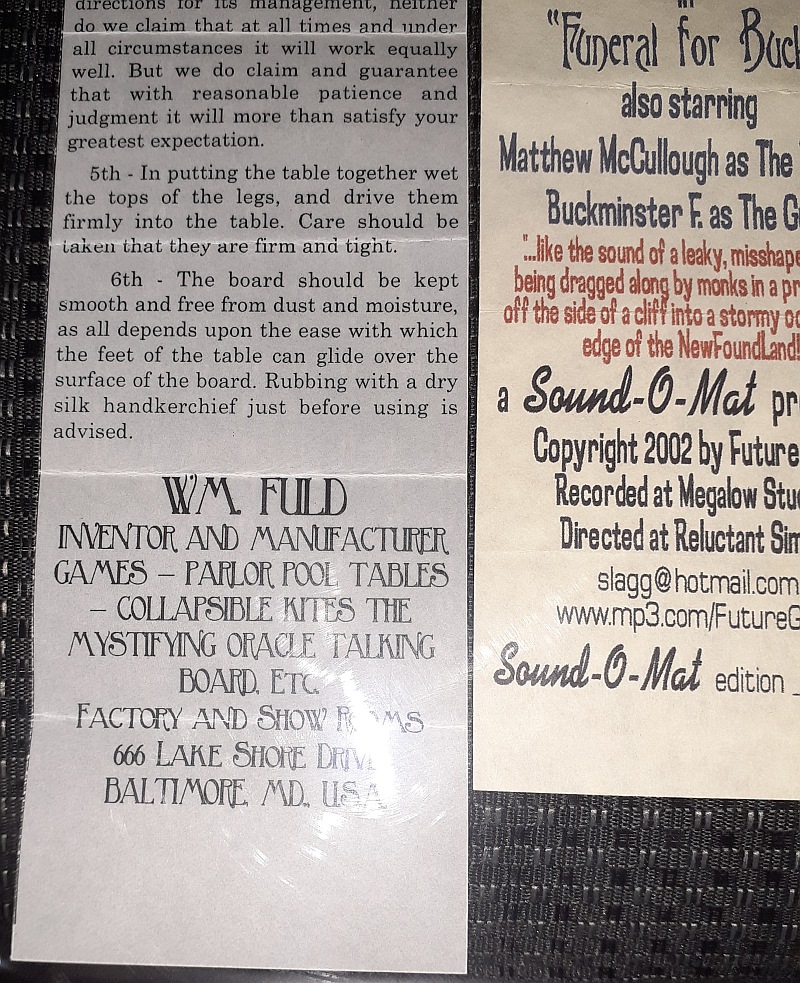 directions for its management, neither
do we claim that at all times and under
all circumstances it will work equally
well. But we do claim and guarantee
that with reasonable patience and
judgment it will more than satisfy your
greatest expectation.
5th - In putting the table together wet
the tops of the legs, and drive them
firmly into the table. Care should be
taken that they are firm and tight.
6th - The board should be kept
smooth and free from dust and moisture,
as all depends upon the ease with which
the feet of the table can glide over the
surface of the board. Rubbing with a dry
silk handkerchief just before using is
advised.
WM. FULD
INVENTOR AND MANUFACTURER
GAMES – PARLOR POOL TABLES
– COLLAPSIBLE KITES THE
MYSTIFYING ORACLE TALKING
BOARD, ETC.
FACTORY AND SHOW ROOMS
666 LAKE SHORE DRIVE
BALTIMORE, MD., U.S.A.
"Funeral for
also starring
Matthew McCullough as The
Buckminster F. as The
"...like the sound of a leaky,
being dragged along by monks in a
off the side of a cliff into a stormy
edge of the NewFoundLand!
a Sound-O-Mat
Copyright 2002 by Future
Recorded at Megalow
Directed at Reluctant
slagg@hotmail.com
www.mp3.com/FutureG
Sound-O-Mat edition